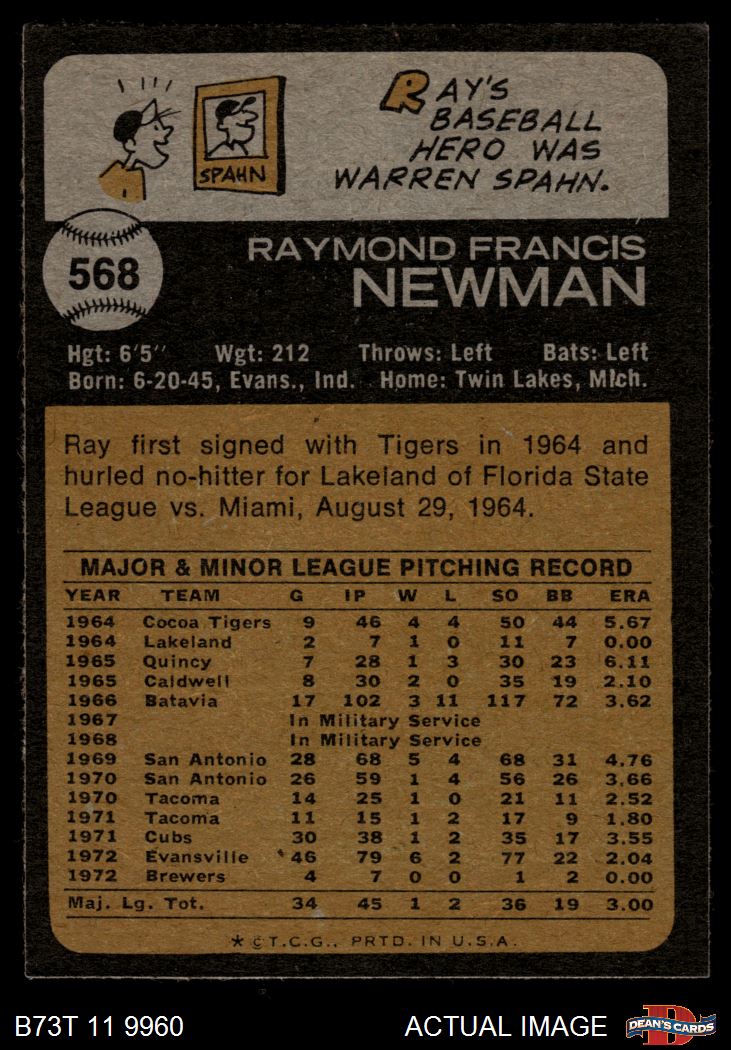 SPAHN
RAY'S
BASEBALL
HERO WAS
WARREN SPAHN.
568
RAYMOND FRANCIS
NEWMAN
Hgt: 6'5" Wgt: 212 Throws: Left Bats: Left
Born: 6-20-45, Evans., Ind. Home: Twin Lakes, Mich.
Ray first signed with Tigers in 1964 and
hurled no-hitter for Lakeland of Florida State
League vs. Miami, August 29, 1964.
MAJOR & MINOR LEAGUE PITCHING RECORD
YEAR TEAM G IP W L SO BB ERA
1964 Cocoa Tigers 9 46 4 4 50 44 5.67
1964 Lakeland 2 7 1 0 11 7 0.00
1965 Quincy 7 28 1 3 30 23 6.11
1965 Caldwell 8 30 2 0 35 19 2.10
1966 Batavia 17 102 3 11 117 72 3.62
1967 In Military Service
1968 In Military Service
1969 San Antonio 28 68 5 4 68 31 4.76
1970 San Antonio 26 59 1 4 56 26 3.66
1970 Tacoma 14 25 1 0 21 11 2.52
1971 Tacoma 11 15 1 2 17 9 1.80
1971 Cubs 30 38 1 2 35 17 3.55
1972 Evansville 46 79 6 2 77 22 2.04
1972 Brewers 4 7 0 0 1 2 0.00
Maj. Lg. Tot. 34 45 1 2 36 19 3.00
* © T.C.G., PRTD. IN U.S.A.
B73T 11 9960 ACTUAL IMAGE DEAN'S CARDS